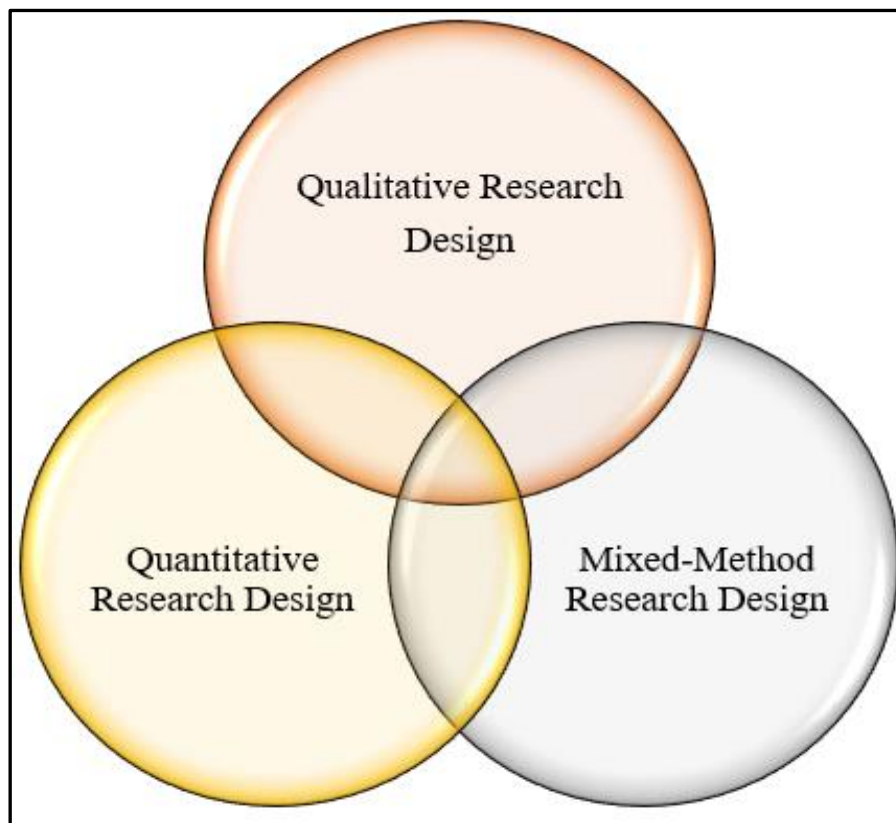 Qualitative Research
Design
Quantitative
Research Design
Mixed-Method
Research Design